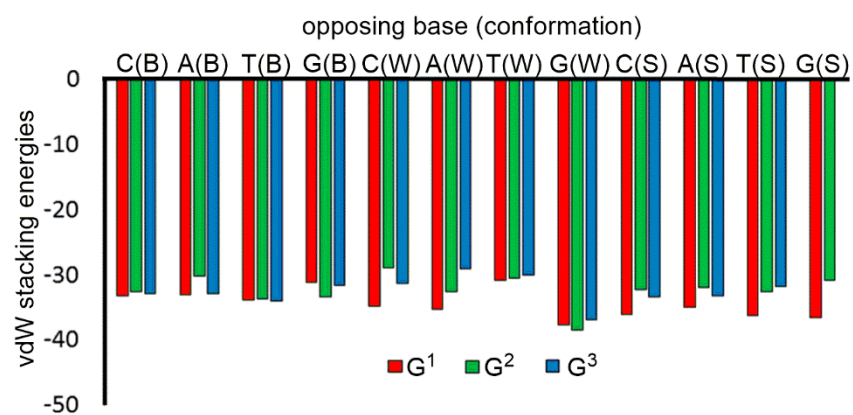 opposing base (conformation)
C(B) A(B) T(B) G(B) C(W) A(W) T(W) G(W) C(S) A(S) T(S) G(S)
0
-10
-20
-30
-40
-50
vdW stacking energies
G¹ G² G³